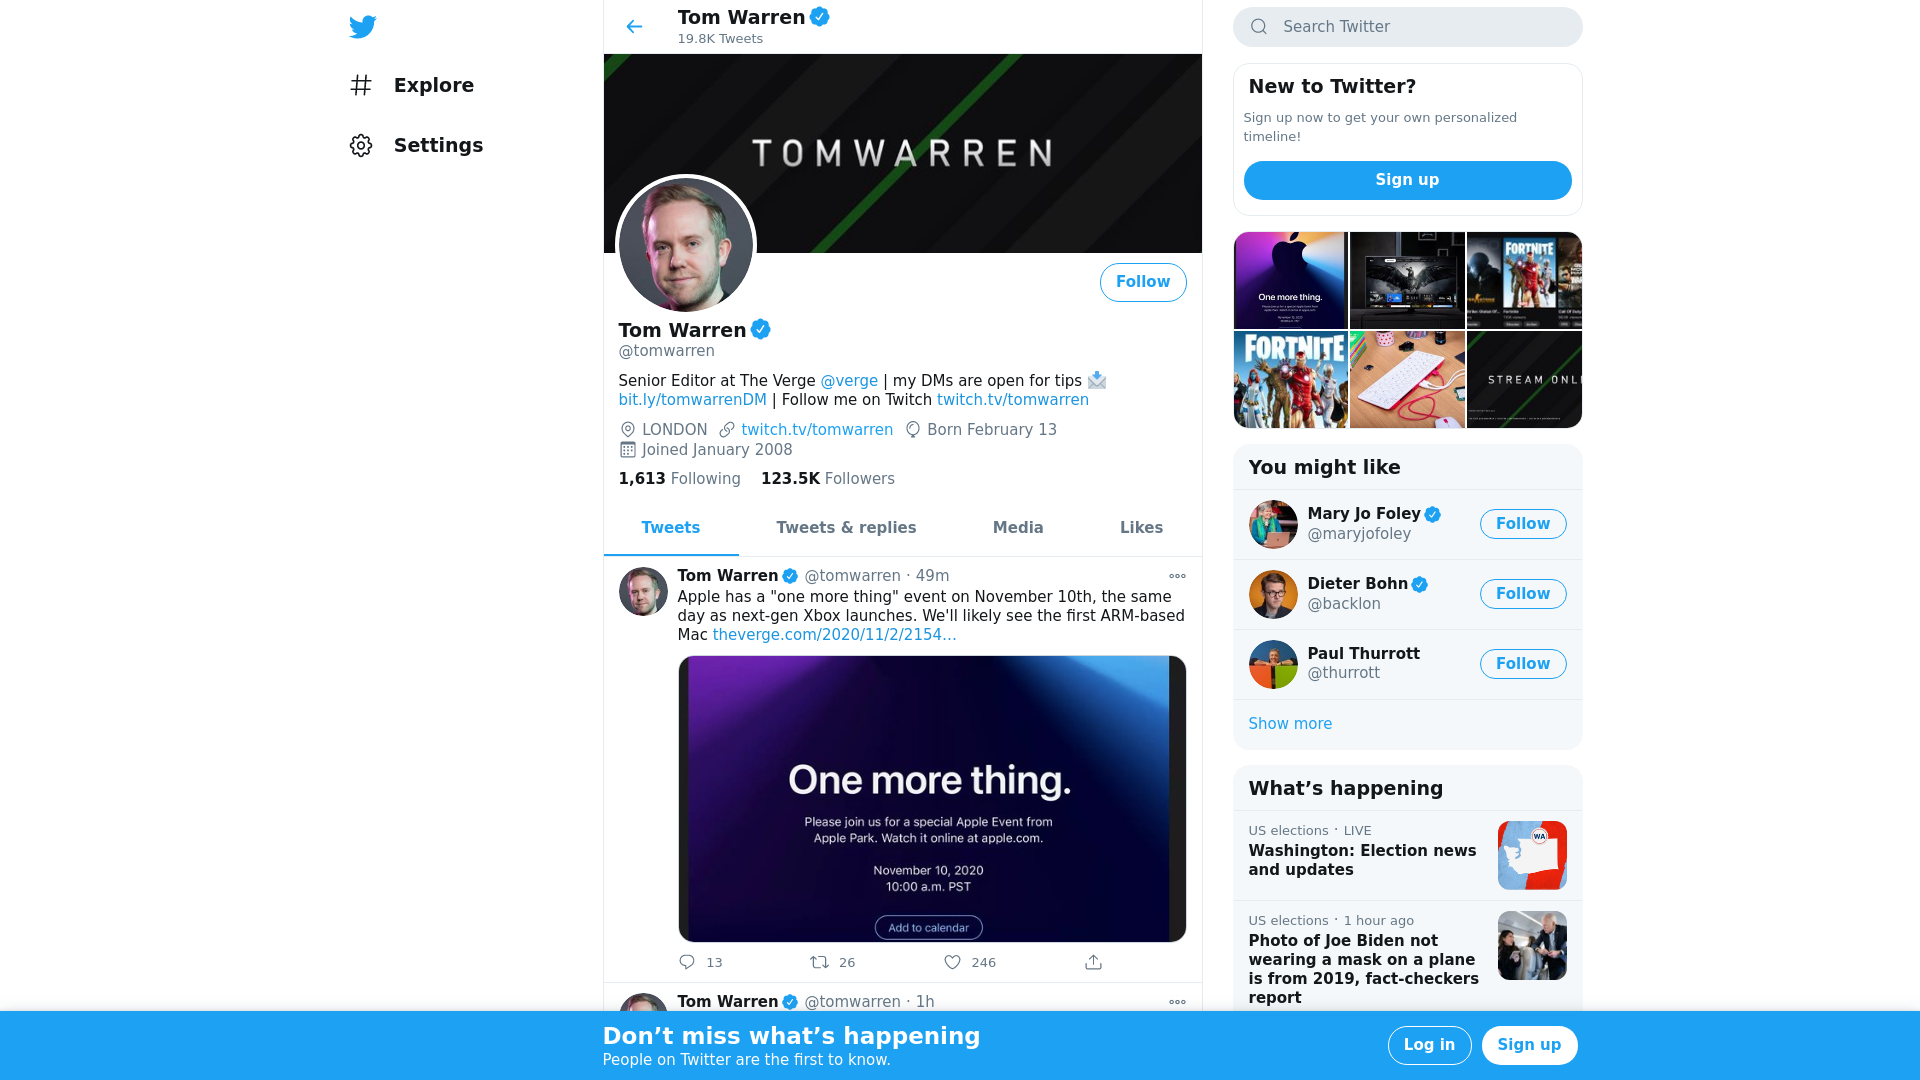 Tom Warren
19.8K Tweets
Search Twitter
Explore
Settings
TOMWARREN
Follow
Tom Warren
@tomwarren
Senior Editor at The Verge @verge | my DMs are open for tips
bit.ly/tomwarrenDM | Follow me on Twitch twitch.tv/tomwarren
LONDON twitch.tv/tomwarren Born February 13
Joined January 2008
1,613 Following 123.5K Followers
Tweets Tweets & replies Media Likes
Tom Warren @tomwarren · 49m
Apple has a "one more thing" event on November 10th, the same
day as next-gen Xbox launches. We'll likely see the first ARM-based
Mac theverge.com/2020/11/2/2154…
One more thing.
Please join us for a special Apple Event from
Apple Park. Watch it online at apple.com.
November 10, 2020
10:00 a.m. PST
Add to calendar
13 26 246
Tom Warren @tomwarren · 1h
New to Twitter?
Sign up now to get your own personalized
timeline!
Sign up
One more thing.
FORTNITE
FORTNITE
STREAM ONLI
You might like
Mary Jo Foley
@maryjofoley
Follow
Dieter Bohn
@backlon
Follow
Paul Thurrott
@thurrott
Follow
Show more
What’s happening
US elections · LIVE
Washington: Election news
and updates
WA
US elections · 1 hour ago
Photo of Joe Biden not
wearing a mask on a plane
is from 2019, fact-checkers
report
Don’t miss what’s happening
People on Twitter are the first to know.
Log in
Sign up